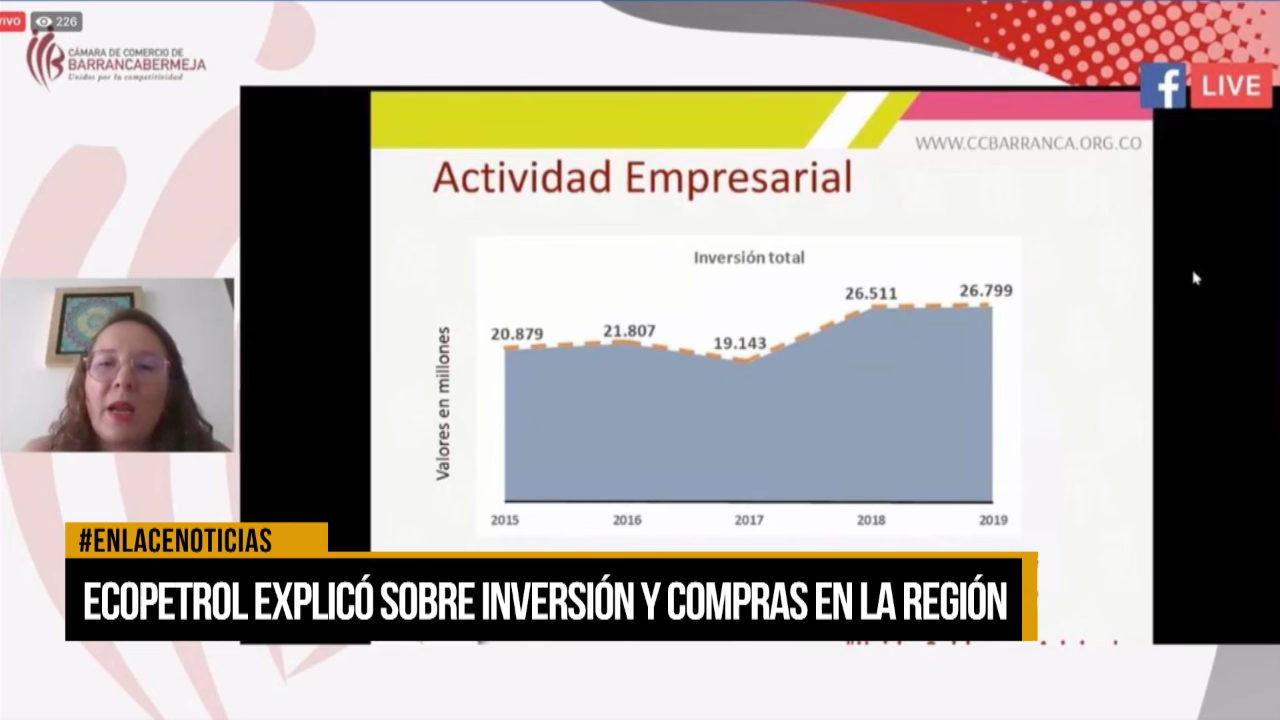 VIVO
226
CÁMARA DE COMERCIO DE
BARRANCABERMEJA
Unidos por la competitividad
f LIVE
WWW.CCBARRANCA.ORG.CO
Actividad Empresarial
Inversión total
Valores en millones
20.879
21.807
19.143
26.511
26.799
2015
2016
2017
2018
2019
#ENLACENOTICIAS
ECOPETROL EXPLICÓ SOBRE INVERSIÓN Y COMPRAS EN LA REGIÓN